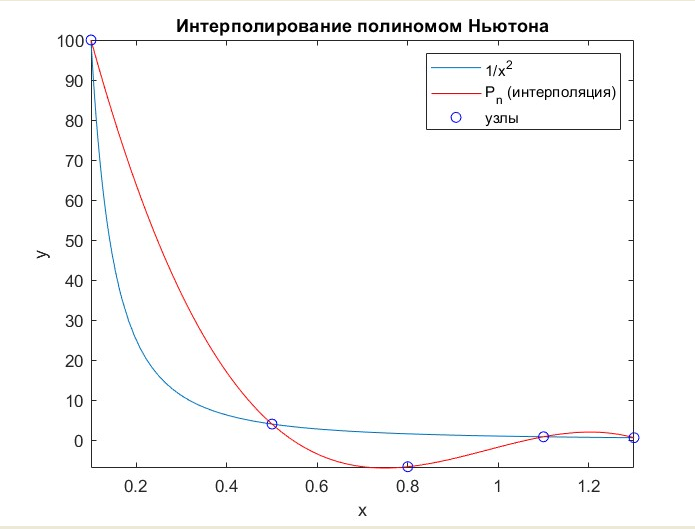 Интерполирование полиномом Ньютона
1/x²
Pₙ (интерполяция)
узлы
100
90
80
70
60
50
40
30
20
10
0
y
0.2 0.4 0.6 0.8 1 1.2
x